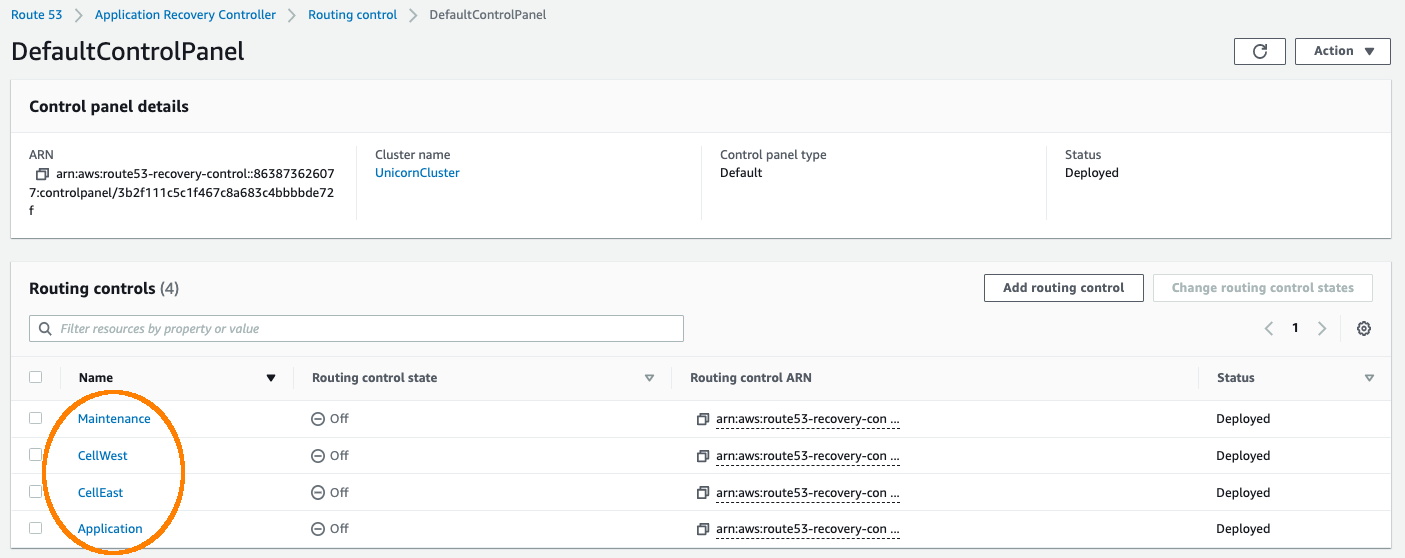 Route 53 > Application Recovery Controller > Routing control > DefaultControlPanel
DefaultControlPanel
Action
Control panel details
ARN
arn:aws:route53-recovery-control::86387362607
7:controlpanel/3b2f111c5c1f467c8a683c4bbbbde72
f
Cluster name
UnicornCluster
Control panel type
Default
Status
Deployed
Routing controls (4)
Add routing control
Change routing control states
Filter resources by property or value
1
Name Routing control state Routing control ARN Status
Maintenance Off arn:aws:route53-recovery-con ... Deployed
CellWest Off arn:aws:route53-recovery-con ... Deployed
CellEast Off arn:aws:route53-recovery-con ... Deployed
Application Off arn:aws:route53-recovery-con ... Deployed